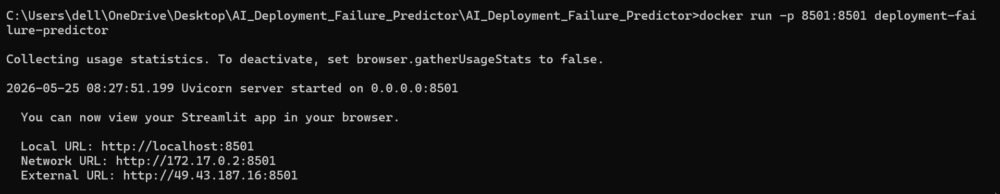 C:\Users\dell\OneDrive\Desktop\AI_Deployment_Failure_Predictor\AI_Deployment_Failure_Predictor>docker run -p 8501:8501 deployment-fai
lure-predictor
Collecting usage statistics. To deactivate, set browser.gatherUsageStats to false.
2026-05-25 08:27:51.199 Uvicorn server started on 0.0.0.0:8501
You can now view your Streamlit app in your browser.
Local URL: http://localhost:8501
Network URL: http://172.17.0.2:8501
External URL: http://49.43.187.16:8501